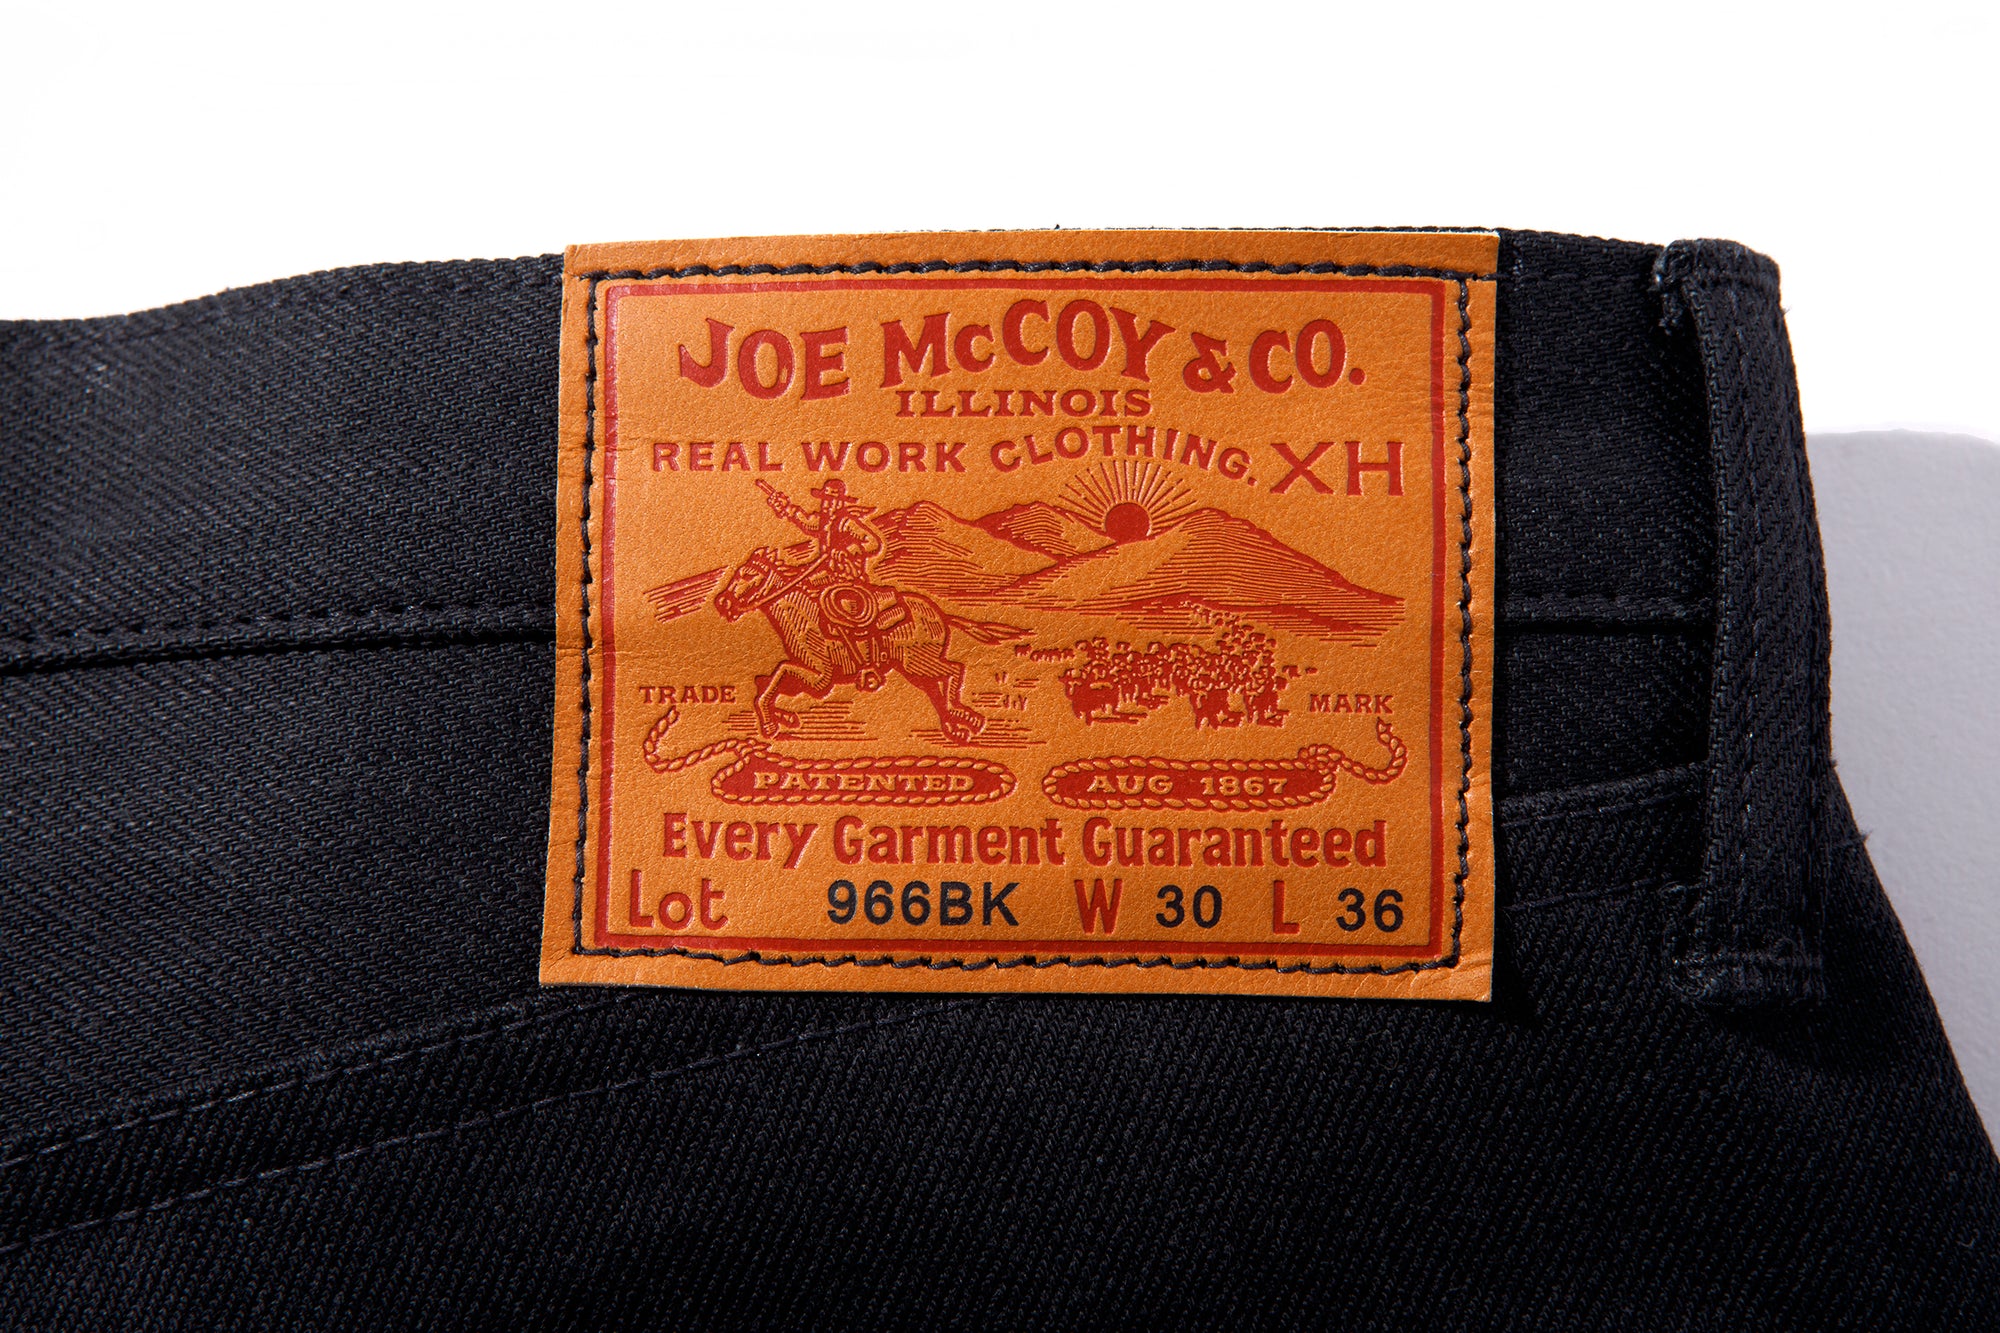 JOE McCOY & CO.
ILLINOIS
REAL WORK CLOTHING. XH
TRADE MARK
PATENTED AUG 1867
Every Garment Guaranteed
Lot 966BK W 30 L 36